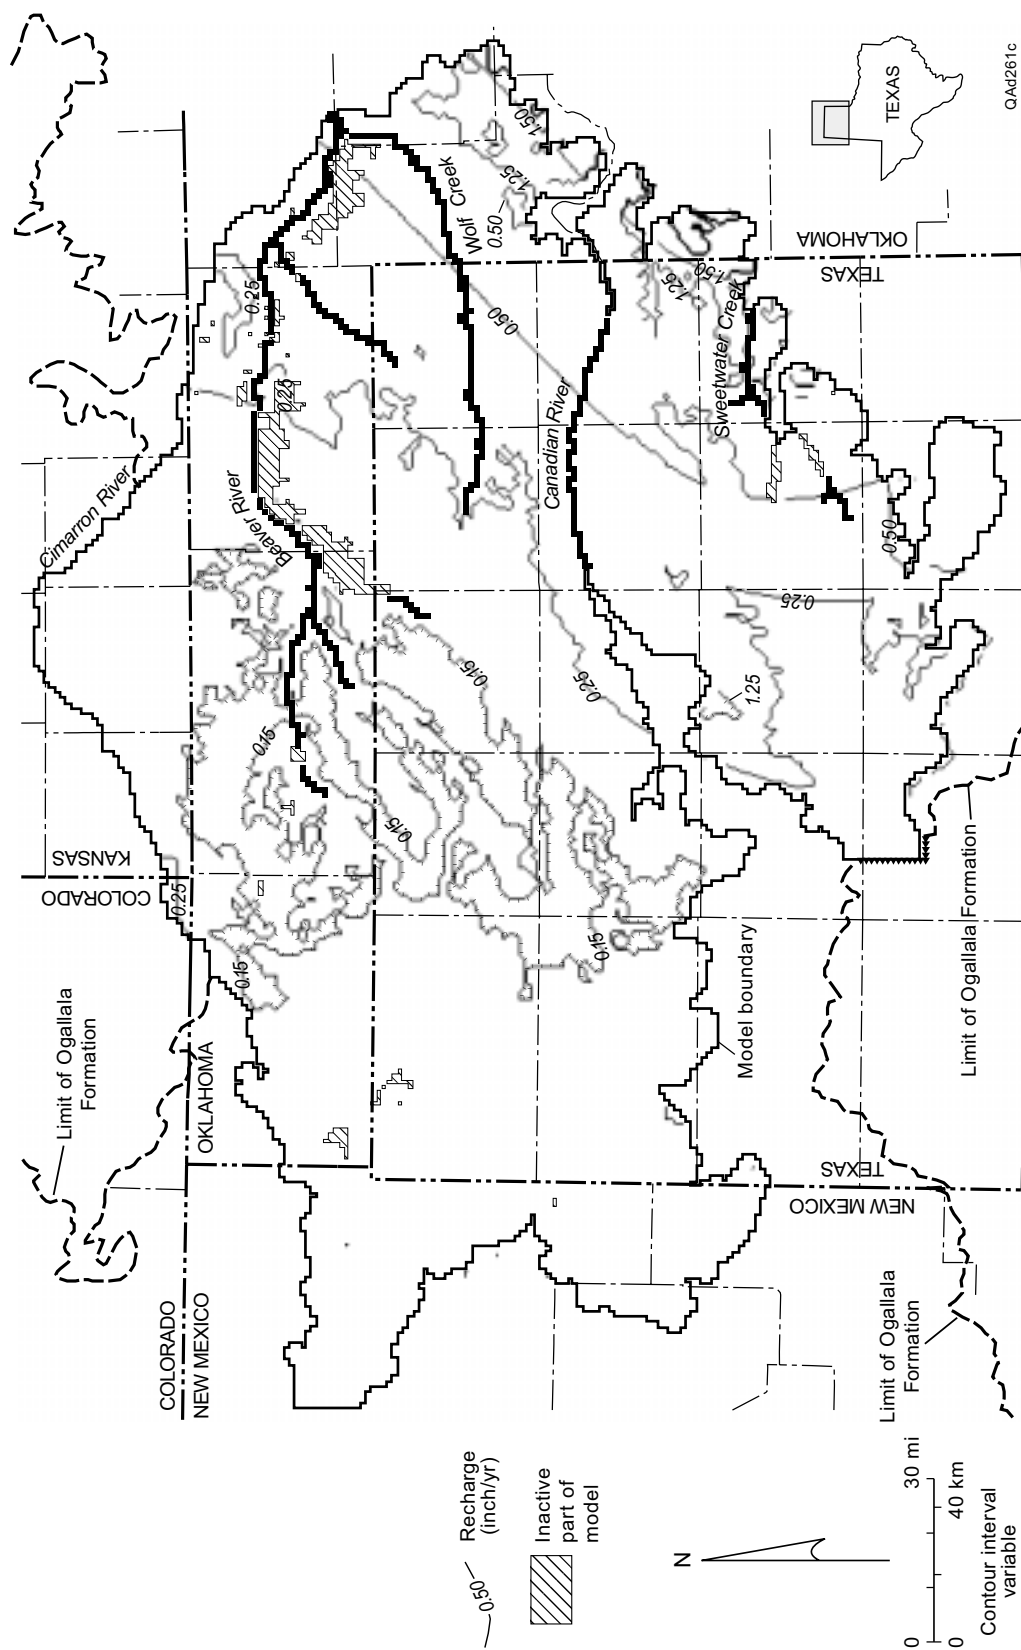 Limit of Ogallala
Formation
COLORADO
NEW MEXICO
OKLAHOMA
COLORADO
KANSAS
Cimarron River
Beaver River
Wolf Creek
Canadian River
Sweetwater Creek
0.25
0.15
0.15
0.25
0.25
0.15
0.15
0.15
0.25
0.50
0.50
1.25
1.50
1.25
1.50
0.50
0.25
1.25
Model boundary
NEW MEXICO
TEXAS
TEXAS
OKLAHOMA
Limit of Ogallala
Formation
Limit of Ogallala Formation
TEXAS
QAd261c
0.50
Recharge
(inch/yr)
Inactive
part of
model
N
0
30 mi
0
40 km
Contour interval
variable